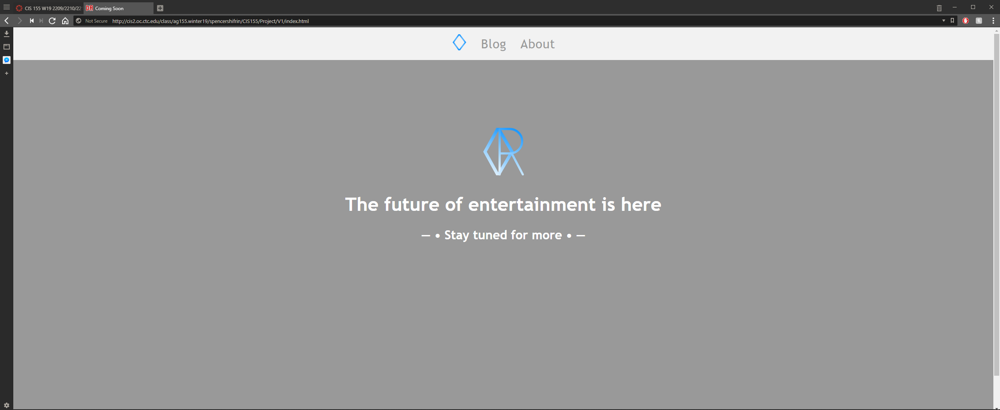 CIS 155 W19 2209/2210/22
DA Coming Soon
Not Secure http://cis2.oc.ctc.edu/class/ag155.winter19/spencershifrin/CIS155/Project/V1/index.html
Blog About
R
The future of entertainment is here
— • Stay tuned for more • —